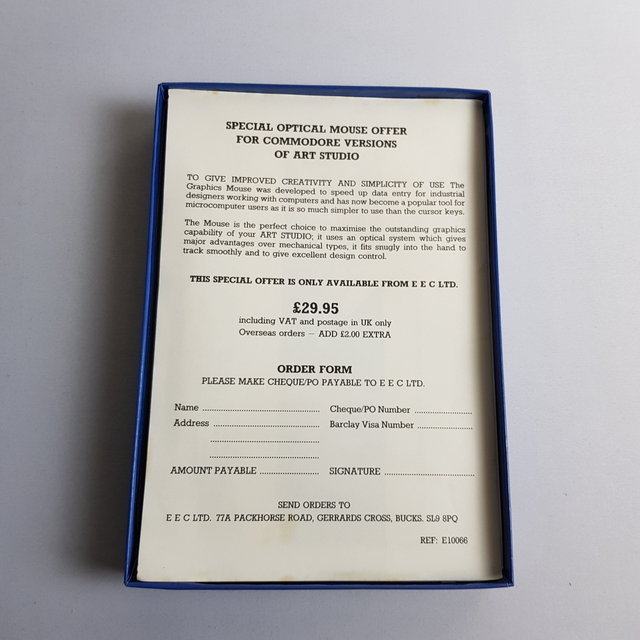 SPECIAL OPTICAL MOUSE OFFER
FOR COMMODORE VERSIONS
OF ART STUDIO
TO GIVE IMPROVED CREATIVITY AND SIMPLICITY OF USE The
Graphics Mouse was developed to speed up data entry for industrial
designers working with computers and has now become a popular tool for
microcomputer users as it is so much simpler to use than the cursor keys.
The Mouse is the perfect choice to maximise the outstanding graphics
capability of your ART STUDIO; it uses an optical system which gives
major advantages over mechanical types, it fits snugly into the hand to
track smoothly and to give excellent design control.
THIS SPECIAL OFFER IS ONLY AVAILABLE FROM E E C LTD.
£29.95
including VAT and postage in UK only
Overseas orders — ADD £2.00 EXTRA
ORDER FORM
PLEASE MAKE CHEQUE/PO PAYABLE TO E E C LTD.
Name ........................................ Cheque/PO Number ....................
Address .................................... Barclay Visa Number ...................
....................................
....................................
AMOUNT PAYABLE .................... SIGNATURE ...............................
SEND ORDERS TO
E E C LTD. 77A PACKHORSE ROAD, GERRARDS CROSS, BUCKS. SL9 8PQ
REF: E10066